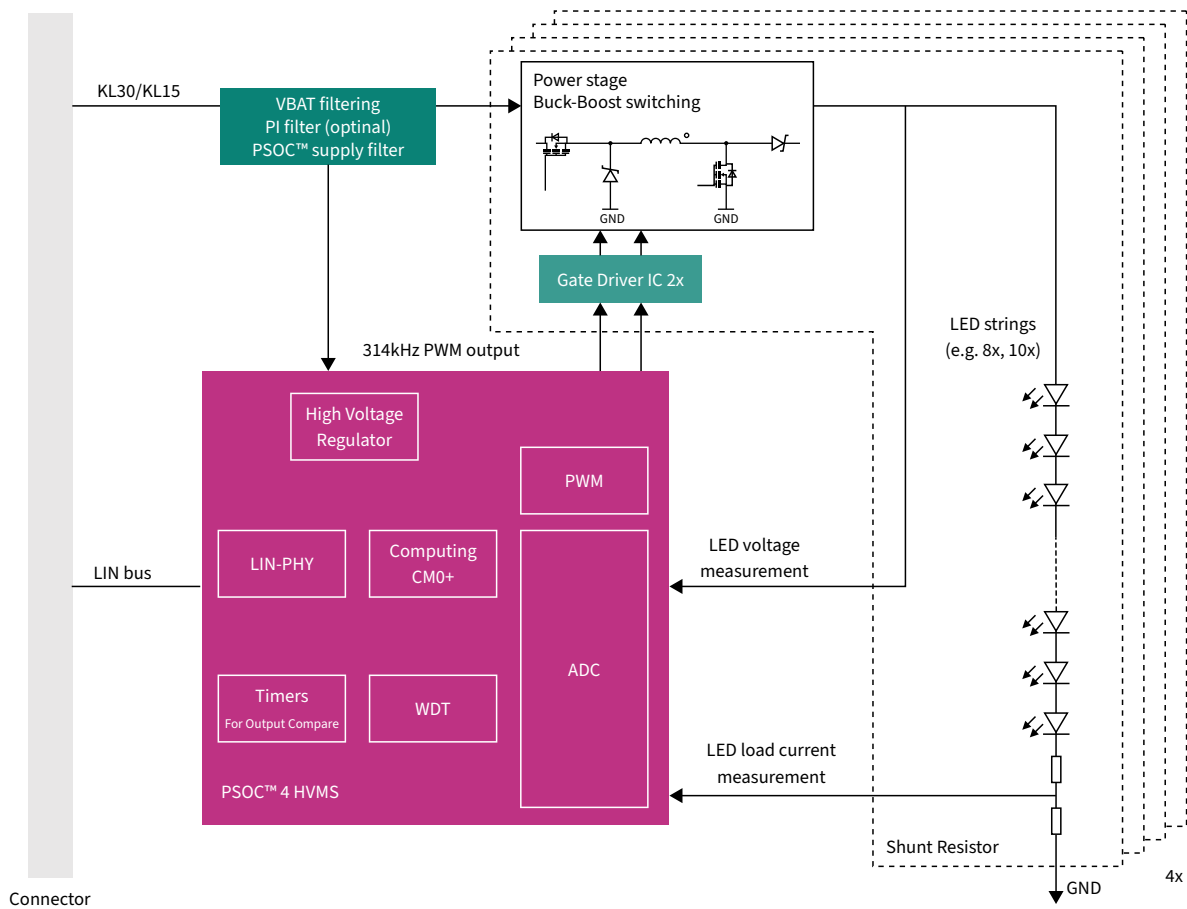 KL30/KL15
VBAT filtering
PI filter (optinal)
PSOC™ supply filter
Power stage
Buck-Boost switching
GND
GND
Gate Driver IC 2x
314kHz PWM output
LED strings
(e.g. 8x, 10x)
High Voltage
Regulator
PWM
LIN bus
LIN-PHY
Computing
CM0+
LED voltage
measurement
ADC
Timers
For Output Compare
WDT
LED load current
measurement
PSOC™ 4 HVMS
Shunt Resistor
4x
GND
Connector